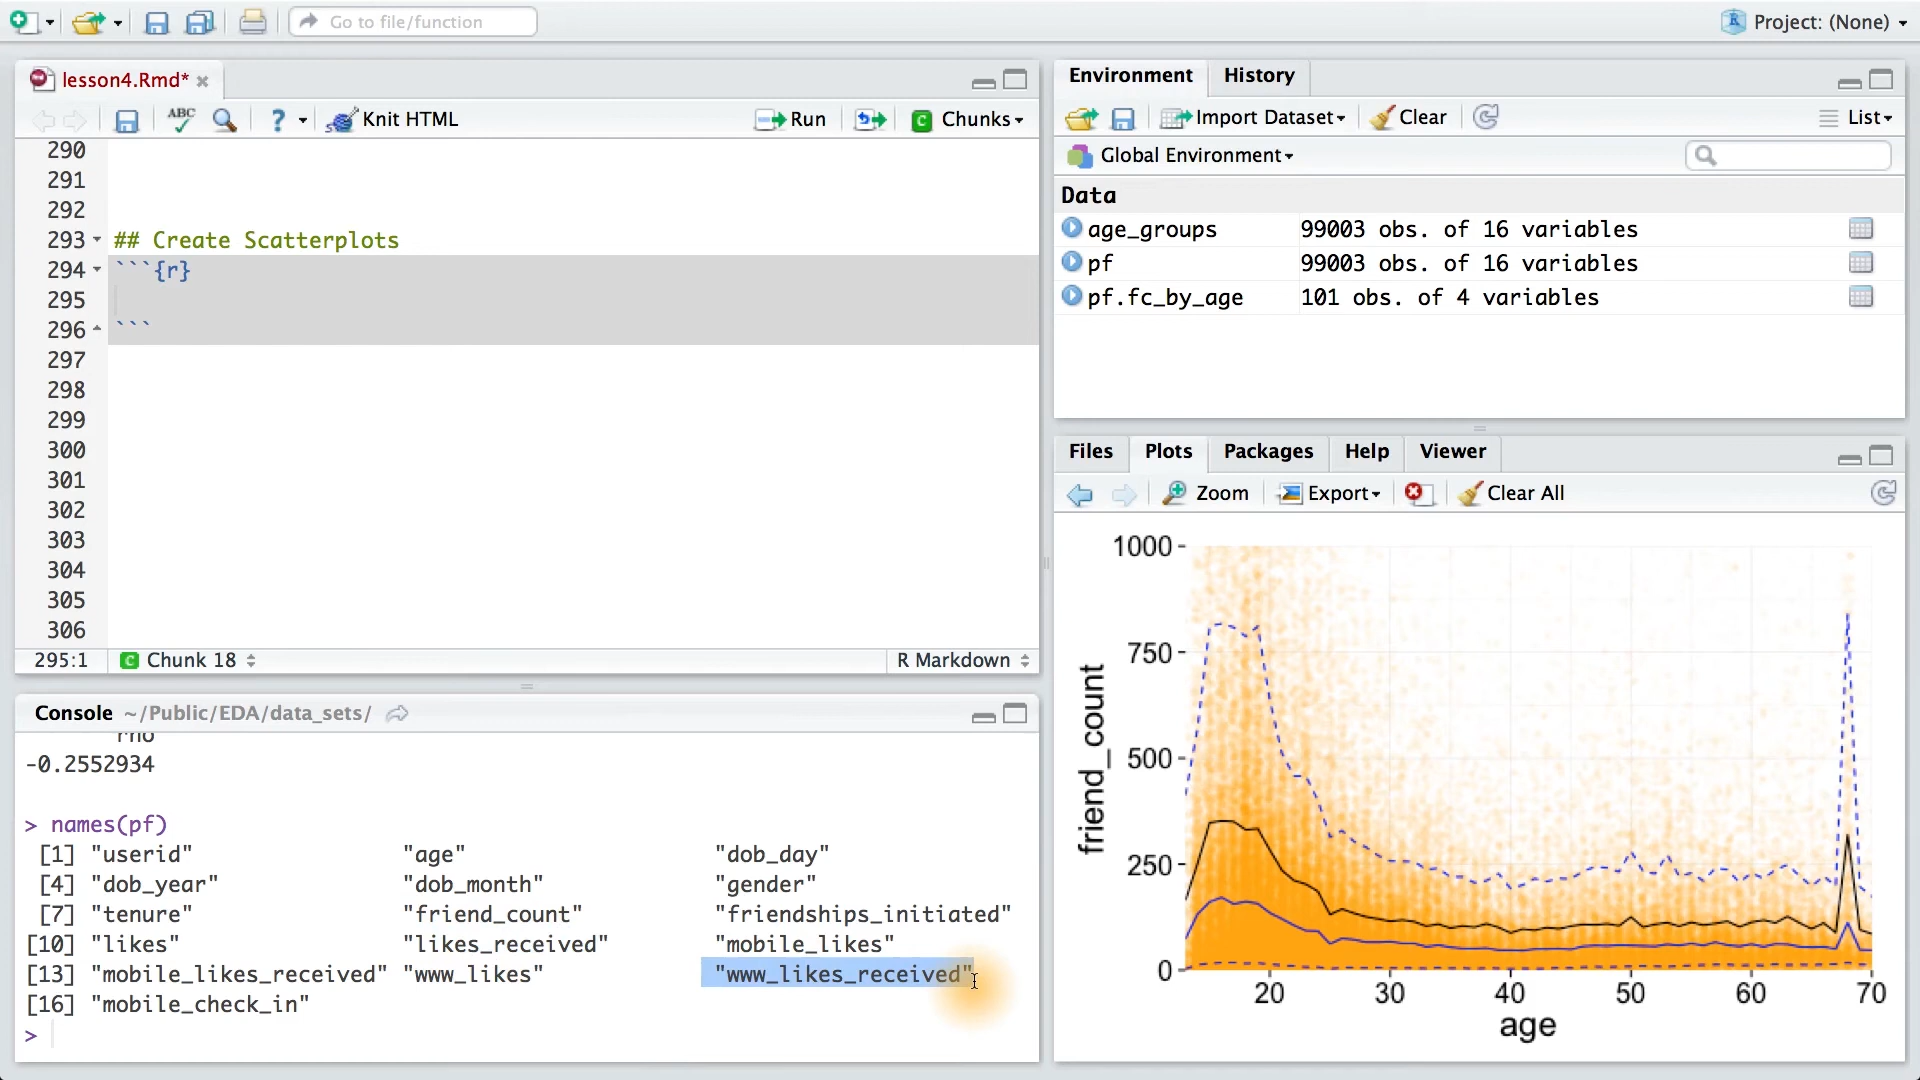 Go to file/function
Project: (None)
lesson4.Rmd*
ABC
?
Knit HTML
Run
C Chunks
290
291
292
293 ## Create Scatterplots
294 ```{r}
295
296 ```
297
298
299
300
301
302
303
304
305
306
295:1 C Chunk 18 R Markdown
Console ~/Public/EDA/data_sets/
rho
-0.2552934
> names(pf)
[1] "userid" "age" "dob_day"
[4] "dob_year" "dob_month" "gender"
[7] "tenure" "friend_count" "friendships_initiated"
[10] "likes" "likes_received" "mobile_likes"
[13] "mobile_likes_received" "www_likes" "www_likes_received"
[16] "mobile_check_in"
>
Environment History
Import Dataset Clear List
Global Environment
Data
age_groups 99003 obs. of 16 variables
pf 99003 obs. of 16 variables
pf.fc_by_age 101 obs. of 4 variables
Files Plots Packages Help Viewer
Zoom Export Clear All
1000
750
500
250
0
friend_count
20 30 40 50 60 70
age